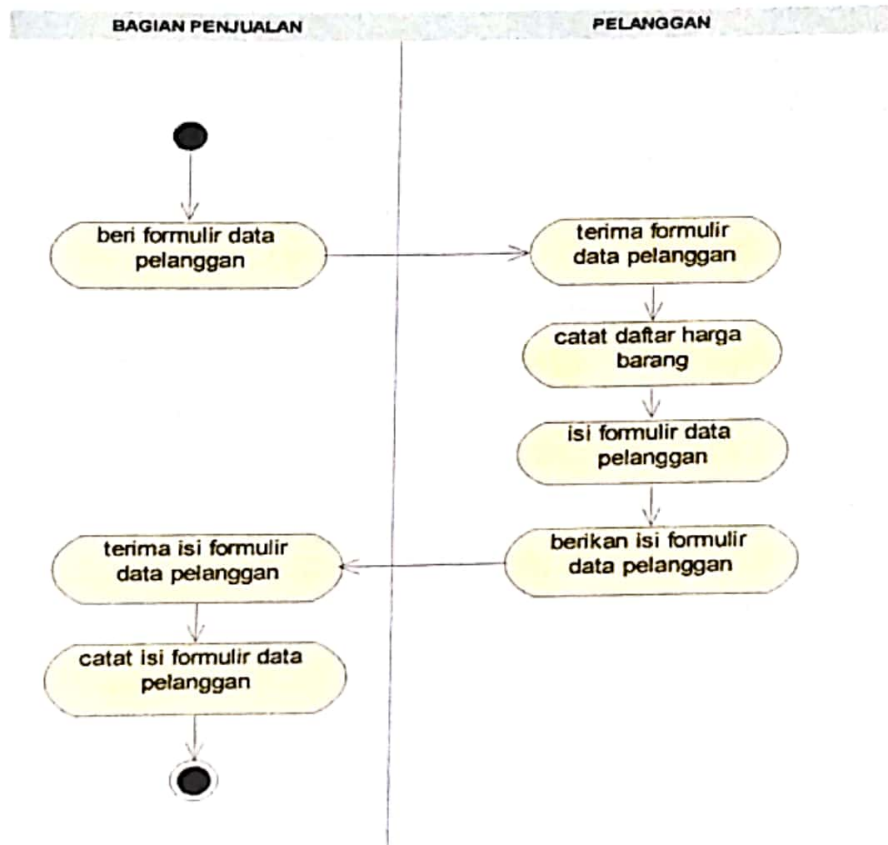 BAGIAN PENJUALAN
PELANGGAN
beri formulir data
pelanggan
terima formulir
data pelanggan
catat daftar harga
barang
isi formulir data
pelanggan
berikan isi formulir
data pelanggan
terima isi formulir
data pelanggan
catat isi formulir data
pelanggan